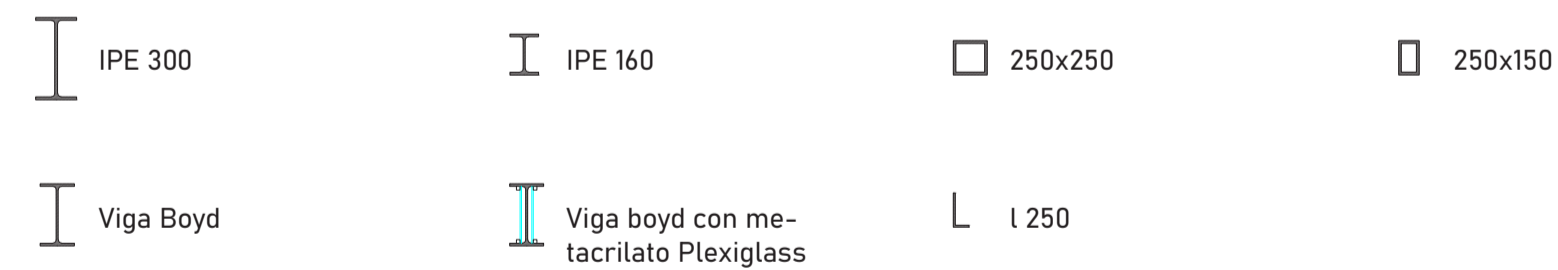 IPE 300
IPE 160
250x250
250x150
Viga Boyd
Viga boyd con me-
tacrilato Plexiglass
l 250